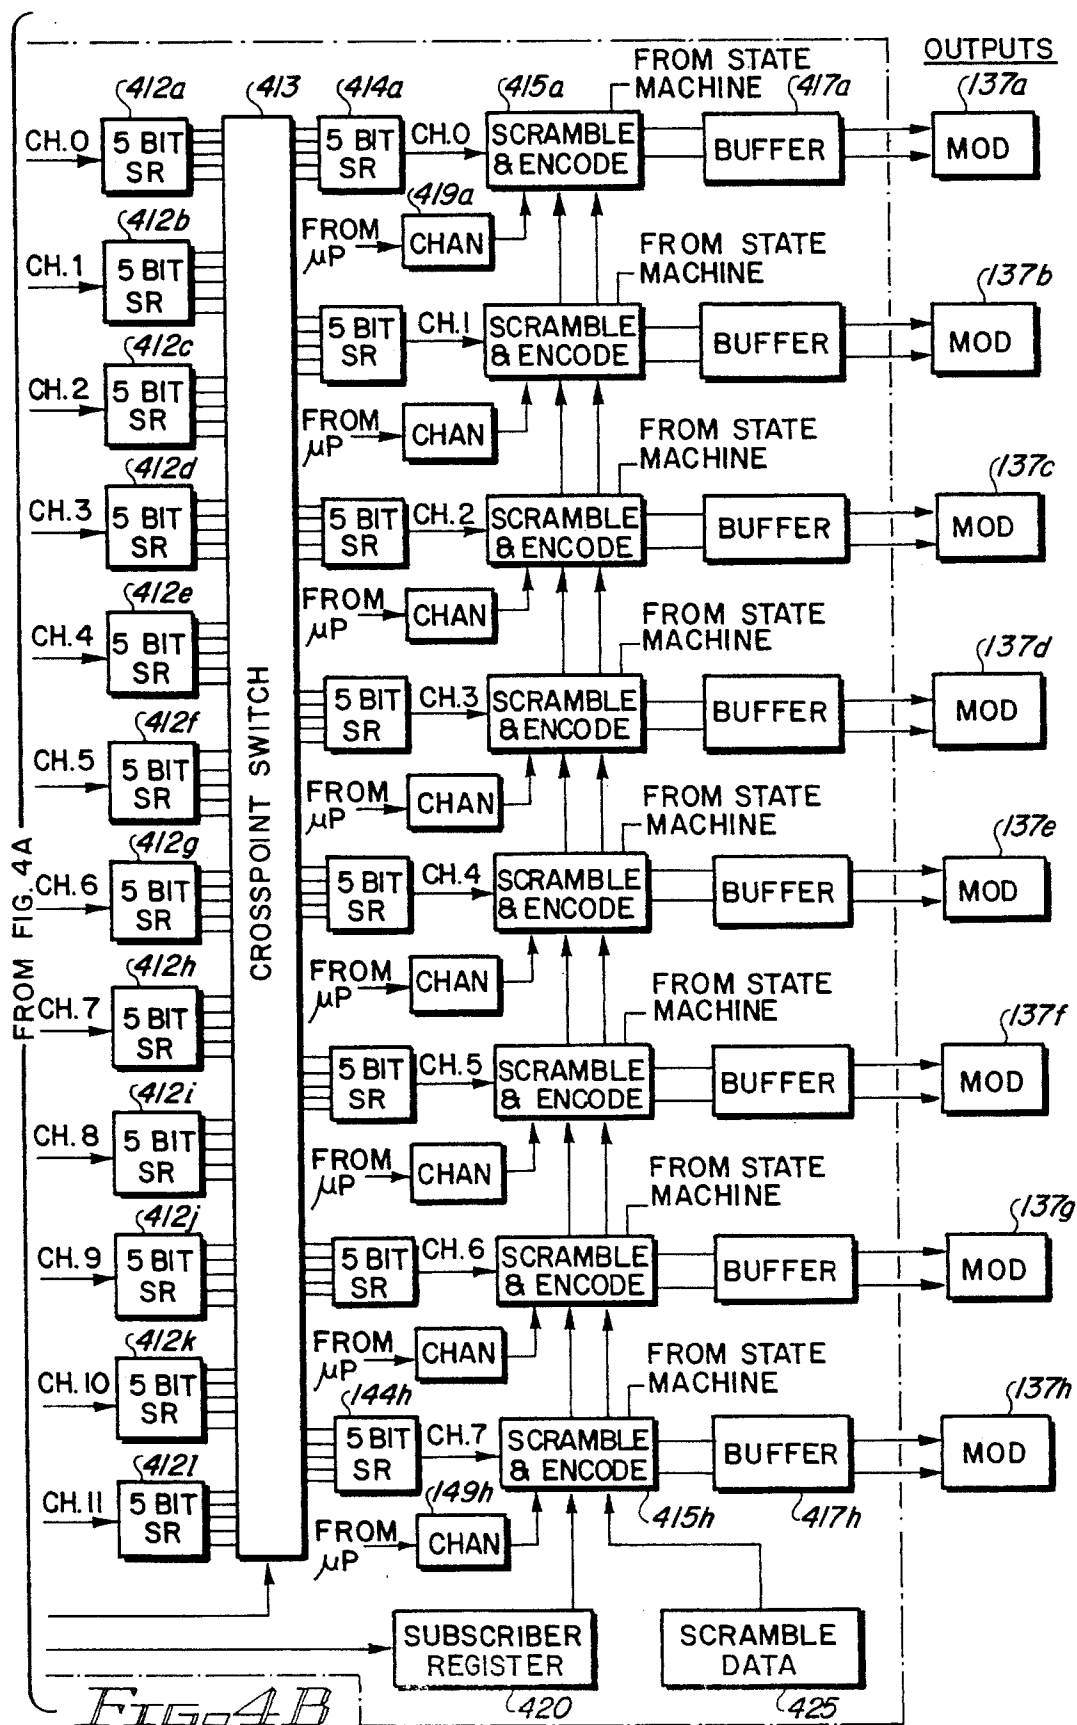 OUTPUTS
FROM STATE
MACHINE
412a
413
414a
415a
417a
137a
CH.0
5 BIT
SR
5 BIT
SR
CH.0
SCRAMBLE
& ENCODE
BUFFER
MOD
412b
FROM
μP
419a
CHAN
FROM STATE
MACHINE
137b
CH.1
5 BIT
SR
5 BIT
SR
CH.1
SCRAMBLE
& ENCODE
BUFFER
MOD
412c
CH.2
5 BIT
SR
FROM
μP
CHAN
FROM STATE
MACHINE
412d
137c
CH.3
5 BIT
SR
5 BIT
SR
CH.2
SCRAMBLE
& ENCODE
BUFFER
MOD
412e
FROM
μP
CHAN
FROM STATE
MACHINE
CH.4
5 BIT
SR
137d
5 BIT
SR
CH.3
SCRAMBLE
& ENCODE
BUFFER
MOD
412f
CH.5
5 BIT
SR
FROM
μP
CHAN
FROM STATE
MACHINE
412g
137e
FROM FIG. 4A
CH.6
5 BIT
SR
CROSSPOINT SWITCH
5 BIT
SR
CH.4
SCRAMBLE
& ENCODE
BUFFER
MOD
412h
FROM
μP
CHAN
FROM STATE
MACHINE
CH.7
5 BIT
SR
137f
5 BIT
SR
CH.5
SCRAMBLE
& ENCODE
BUFFER
MOD
412i
CH.8
5 BIT
SR
FROM
μP
CHAN
FROM STATE
MACHINE
412j
137g
CH.9
5 BIT
SR
5 BIT
SR
CH.6
SCRAMBLE
& ENCODE
BUFFER
MOD
412k
FROM
μP
CHAN
FROM STATE
MACHINE
CH.10
5 BIT
SR
144h
137h
5 BIT
SR
CH.7
SCRAMBLE
& ENCODE
BUFFER
MOD
412l
149h
415h
417h
CH.11
5 BIT
SR
FROM
μP
CHAN
SUBSCRIBER
REGISTER
SCRAMBLE
DATA
420
425
FIG. 4B